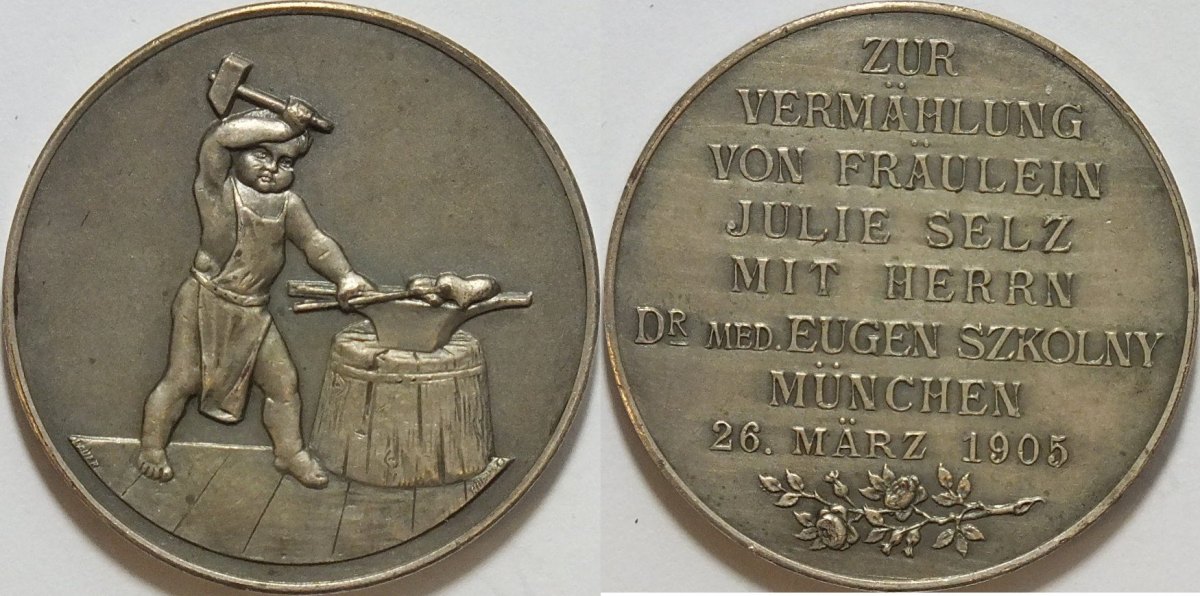 ZUR
VERMÄHLUNG
VON FRÄULEIN
JULIE SELZ
MIT HERRN
DR MED. EUGEN SZKOLNY
MÜNCHEN
26. MÄRZ 1905